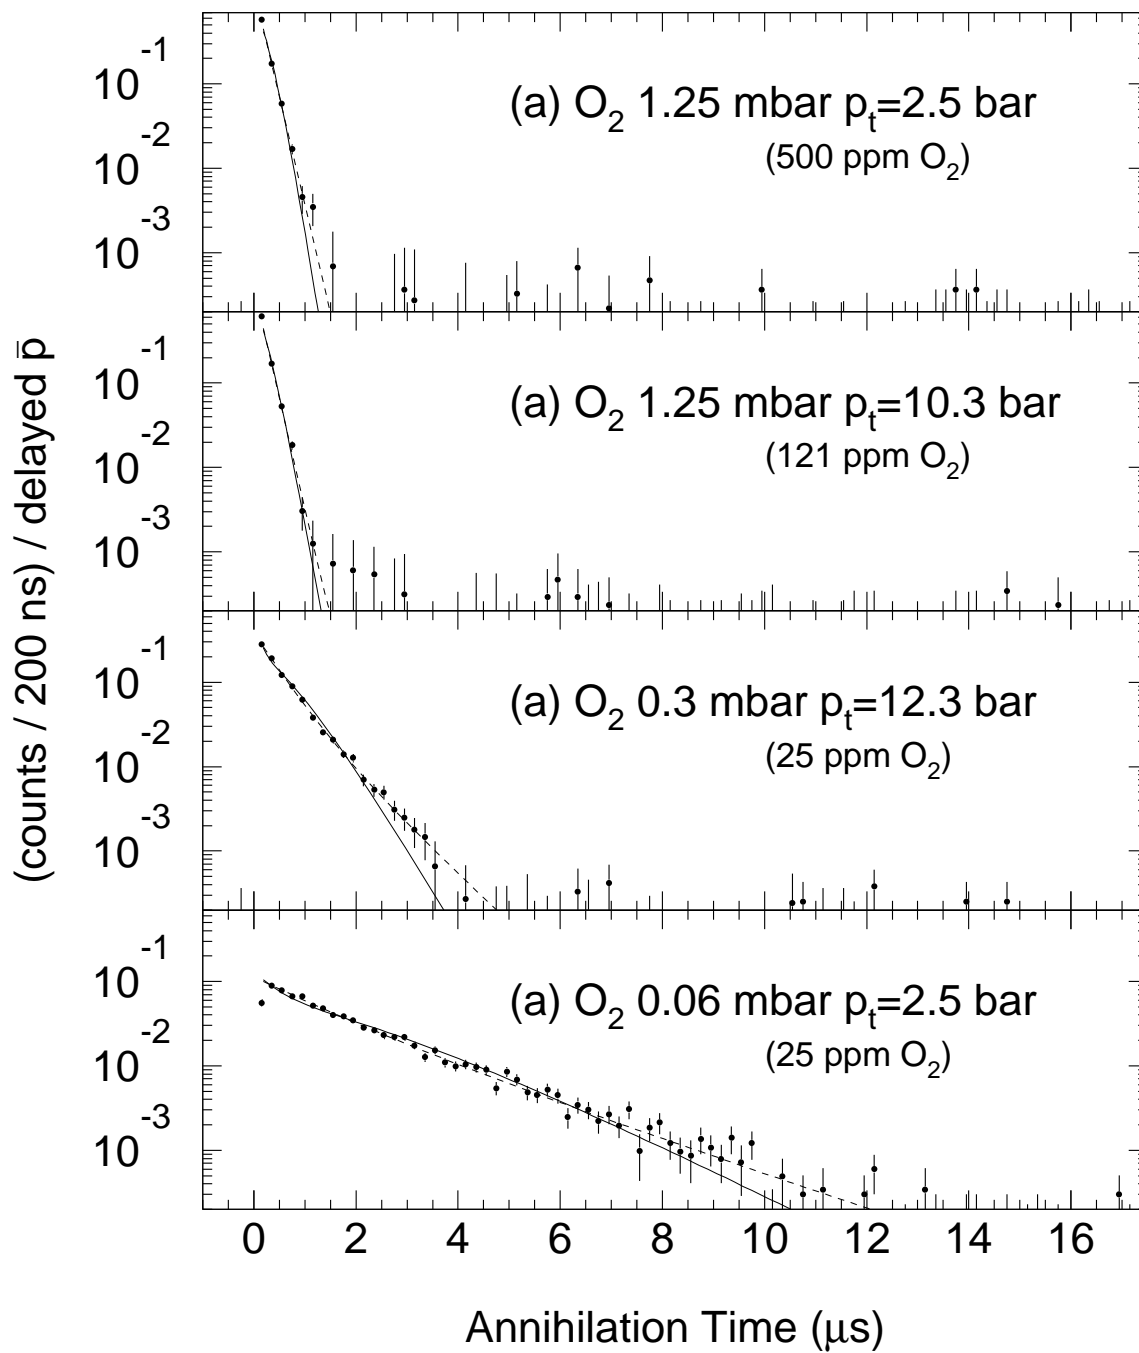 (counts / 200 ns) / delayed p̄
10⁻¹
10⁻²
10⁻³
(a) O₂ 1.25 mbar pₜ=2.5 bar
(500 ppm O₂)
10⁻¹
10⁻²
10⁻³
(a) O₂ 1.25 mbar pₜ=10.3 bar
(121 ppm O₂)
10⁻¹
10⁻²
10⁻³
(a) O₂ 0.3 mbar pₜ=12.3 bar
(25 ppm O₂)
10⁻¹
10⁻²
10⁻³
(a) O₂ 0.06 mbar pₜ=2.5 bar
(25 ppm O₂)
0 2 4 6 8 10 12 14 16
Annihilation Time (μs)